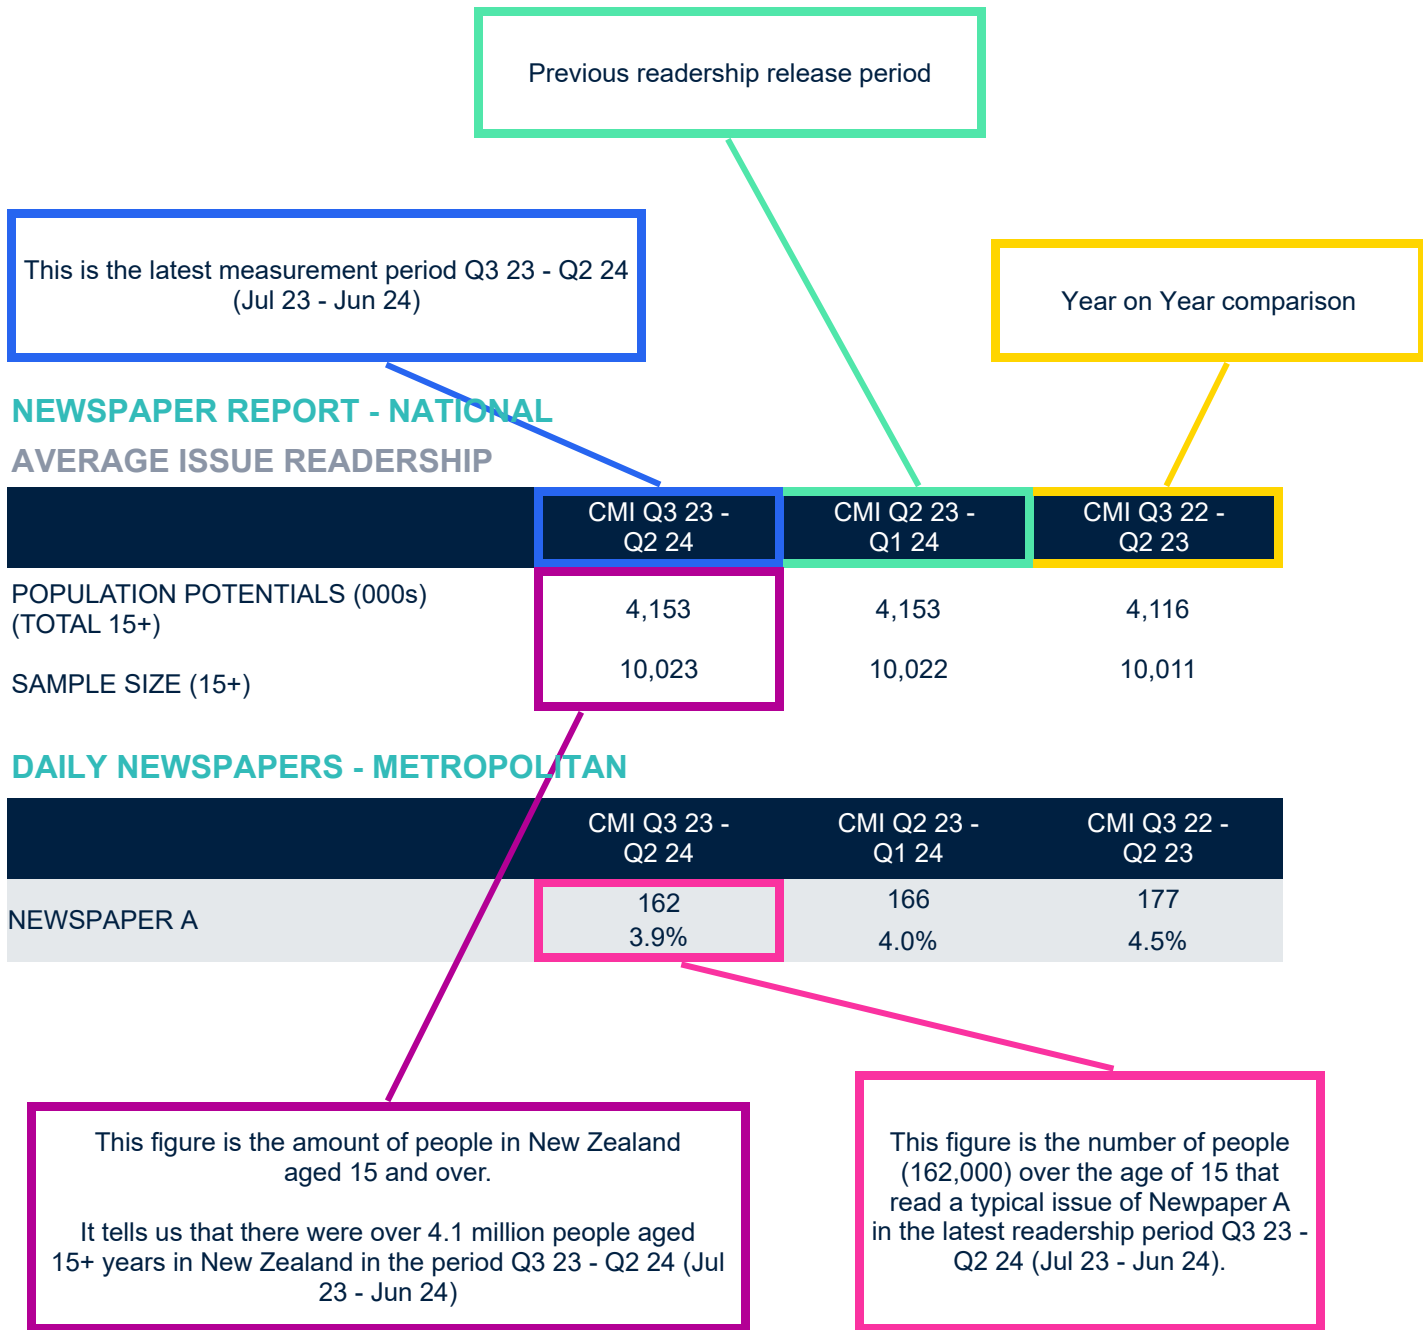 Previous readership release period
This is the latest measurement period Q3 23 - Q2 24
(Jul 23 - Jun 24)
Year on Year comparison
NEWSPAPER REPORT - NATIONAL
AVERAGE ISSUE READERSHIP
CMI Q3 23 -
Q2 24
CMI Q2 23 -
Q1 24
CMI Q3 22 -
Q2 23
POPULATION POTENTIALS (000s)
(TOTAL 15+)
4,153
4,153
4,116
SAMPLE SIZE (15+)
10,023
10,022
10,011
DAILY NEWSPAPERS - METROPOLITAN
CMI Q3 23 -
Q2 24
CMI Q2 23 -
Q1 24
CMI Q3 22 -
Q2 23
NEWSPAPER A
162
166
177
3.9%
4.0%
4.5%
This figure is the amount of people in New Zealand
aged 15 and over.
It tells us that there were over 4.1 million people aged
15+ years in New Zealand in the period Q3 23 - Q2 24 (Jul
23 - Jun 24)
This figure is the number of people
(162,000) over the age of 15 that
read a typical issue of Newpaper A
in the latest readership period Q3 23 -
Q2 24 (Jul 23 - Jun 24).